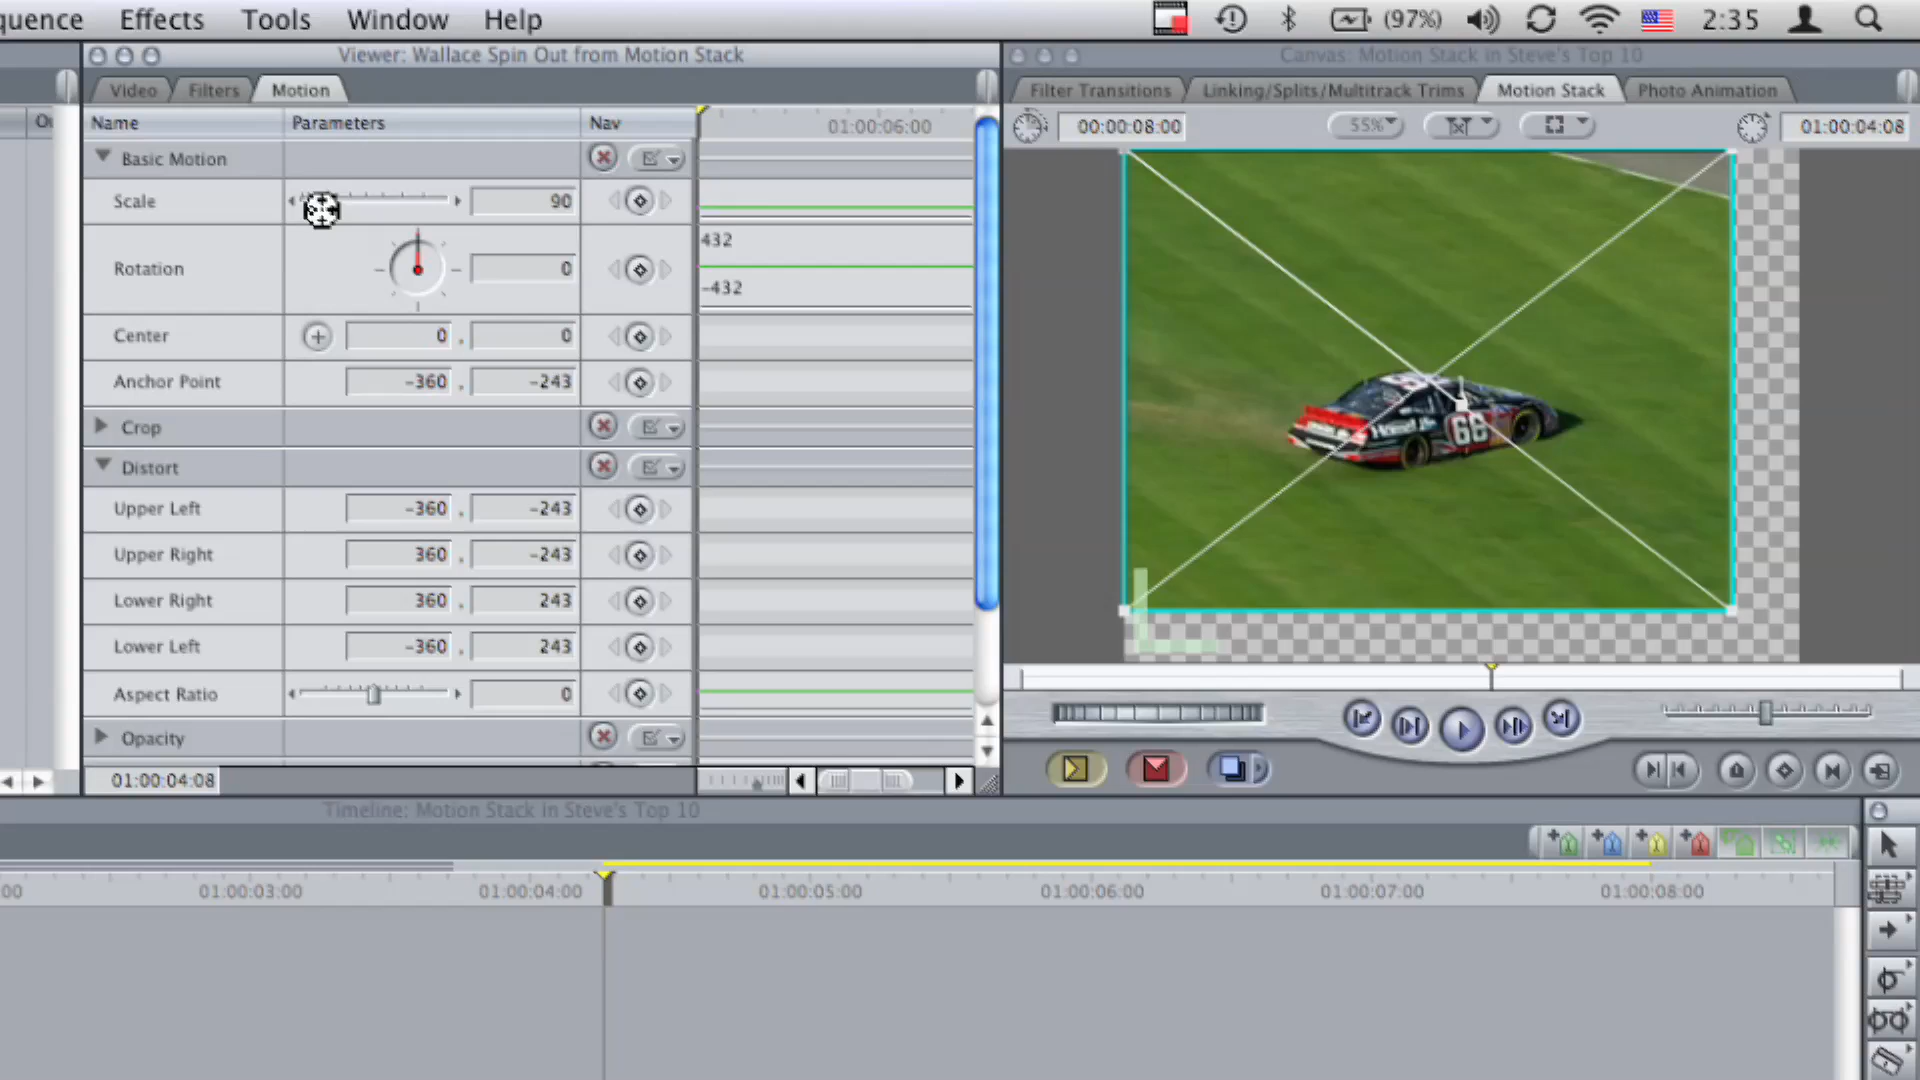 quence Effects Tools Window Help (97%) 2:35
Viewer: Wallace Spin Out from Motion Stack
Canvas: Motion Stack in Steve's Top 10
Video Filters Motion
Filter Transitions Linking/Splits/Multitrack Trims Motion Stack Photo Animation
Name Parameters Nav 01:00:06:00
00:00:08:00 55% 01:00:04:08
Basic Motion
Scale 90
Rotation 0 432 -432
Center 0 , 0
Anchor Point -360 , -243
Crop
Distort
Upper Left -360 , -243
Upper Right 360 , -243
Lower Right 360 , 243
Lower Left -360 , 243
Aspect Ratio 0
Opacity
01:00:04:08
66
Timeline: Motion Stack in Steve's Top 10
:00 01:00:03:00 01:00:04:00 01:00:05:00 01:00:06:00 01:00:07:00 01:00:08:00